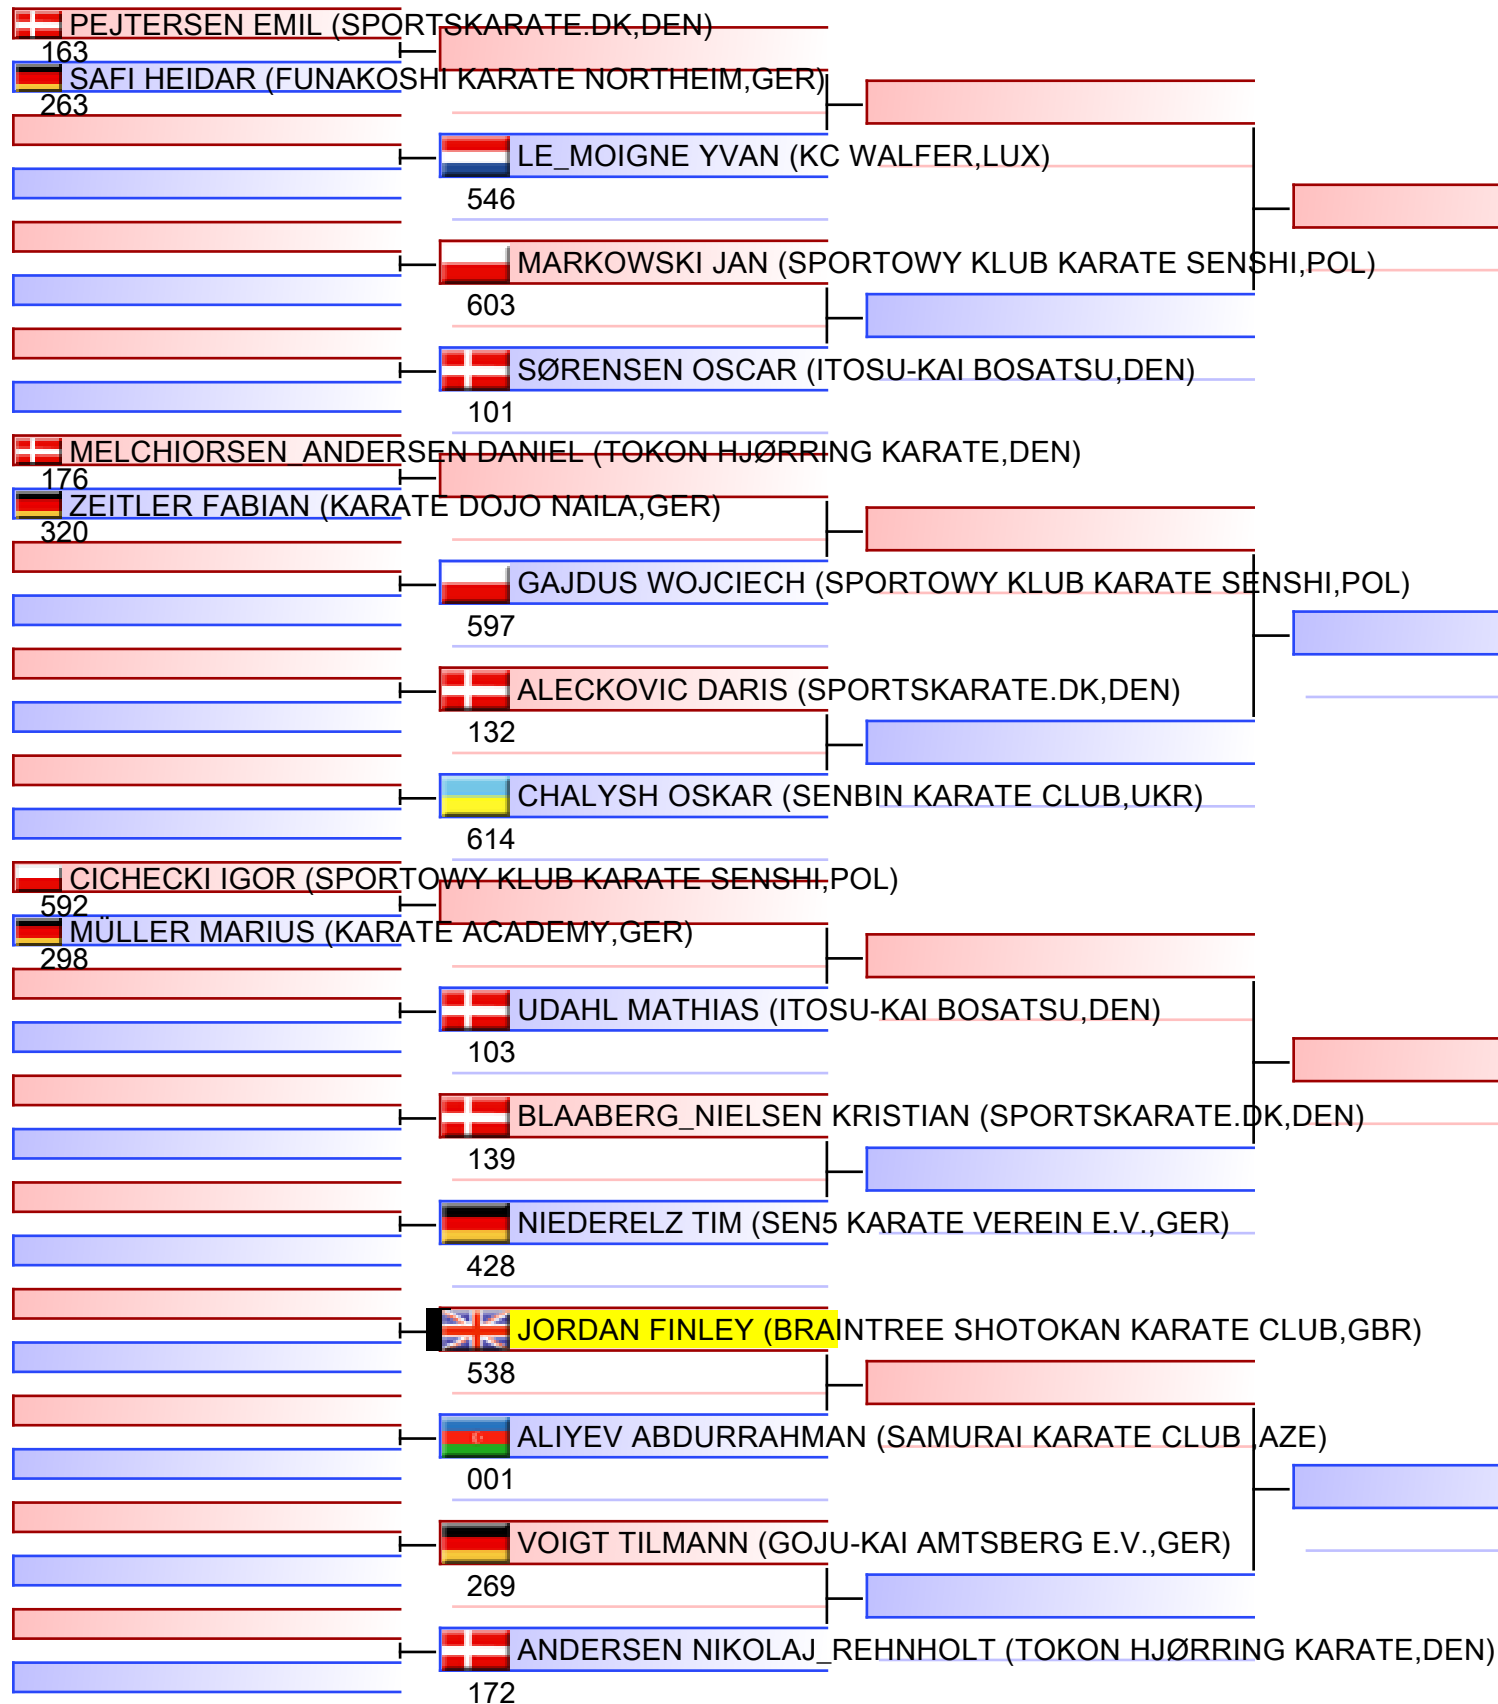 PEJTERSEN EMIL (SPORTSKARATE.DK,DEN)
163
SAFI HEIDAR (FUNAKOSHI KARATE NORTHEIM,GER)
263
LE_MOIGNE YVAN (KC WALFER,LUX)
546
MARKOWSKI JAN (SPORTOWY KLUB KARATE SENSHI,POL)
603
SØRENSEN OSCAR (ITOSU-KAI BOSATSU,DEN)
101
MELCHIORSEN_ANDERSEN DANIEL (TOKON HJØRRING KARATE,DEN)
176
ZEITLER FABIAN (KARATE DOJO NAILA,GER)
320
GAJDUS WOJCIECH (SPORTOWY KLUB KARATE SENSHI,POL)
597
ALECKOVIC DARIS (SPORTSKARATE.DK,DEN)
132
CHALYSH OSKAR (SENBIN KARATE CLUB,UKR)
614
CICHECKI IGOR (SPORTOWY KLUB KARATE SENSHI,POL)
592
MÜLLER MARIUS (KARATE ACADEMY,GER)
298
UDAHL MATHIAS (ITOSU-KAI BOSATSU,DEN)
103
BLAABERG_NIELSEN KRISTIAN (SPORTSKARATE.DK,DEN)
139
NIEDERELZ TIM (SEN5 KARATE VEREIN E.V.,GER)
428
JORDAN FINLEY (BRAINTREE SHOTOKAN KARATE CLUB,GBR)
538
ALIYEV ABDURRAHMAN (SAMURAI KARATE CLUB ,AZE)
001
VOIGT TILMANN (GOJU-KAI AMTSBERG E.V.,GER)
269
ANDERSEN NIKOLAJ_REHNHOLT (TOKON HJØRRING KARATE,DEN)
172